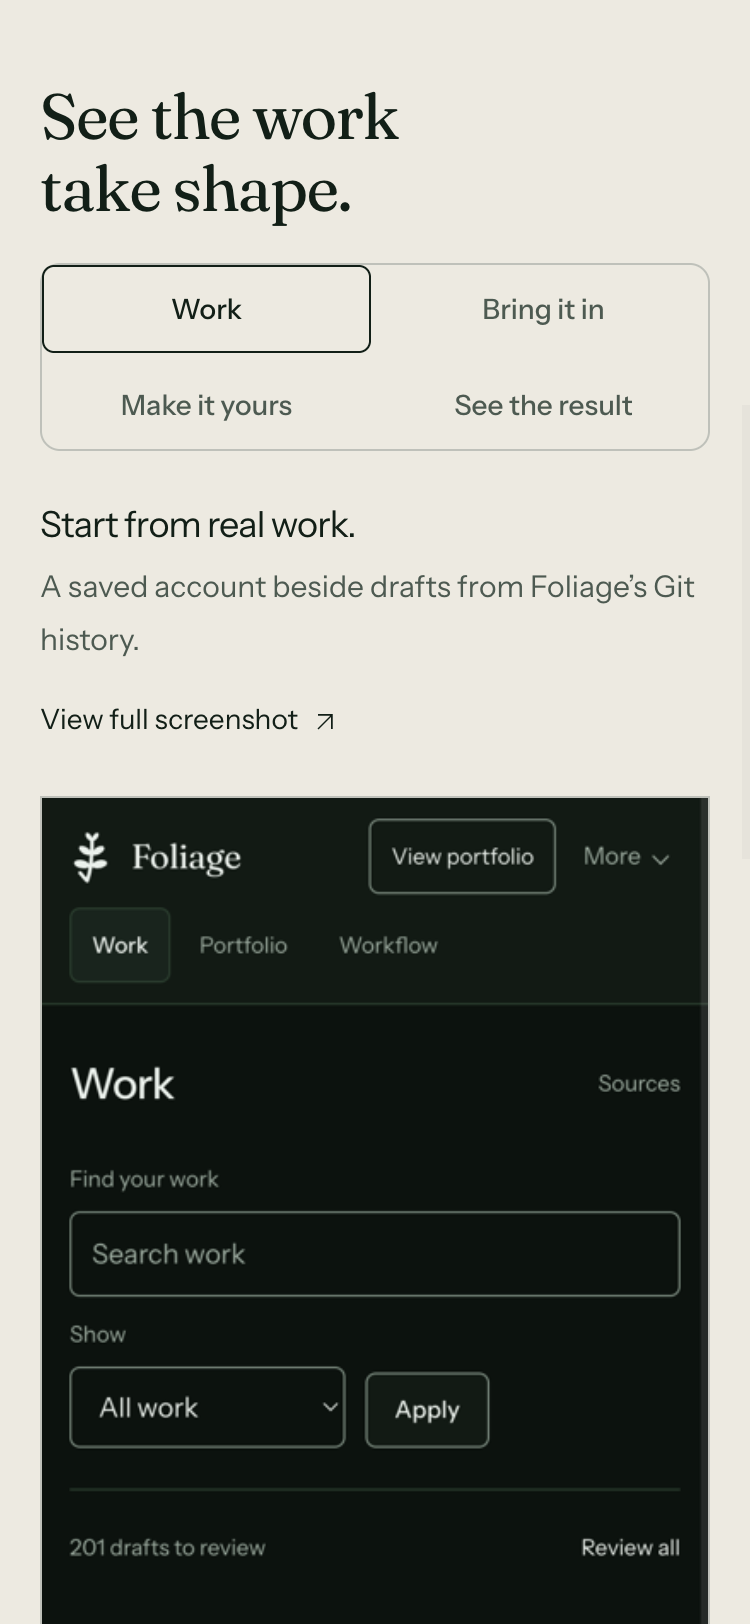 See the work
take shape.
Work
Bring it in
Make it yours
See the result
Start from real work.
A saved account beside drafts from Foliage’s Git
history.
View full screenshot
Foliage
View portfolio
More
Work
Portfolio
Workflow
Work
Sources
Find your work
Search work
Show
All work
Apply
201 drafts to review
Review all